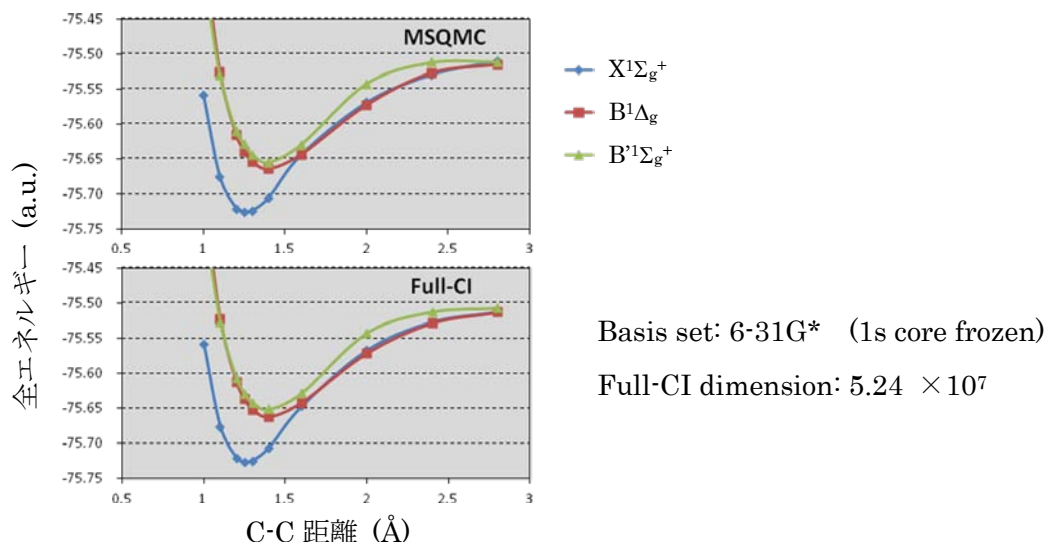 -75.45
MSQMC
-75.50
-75.55
-75.60
-75.65
-75.70
-75.75
0.5 1 1.5 2 2.5 3
X¹Σg⁺
B¹Δg
B'¹Σg⁺
全エネルギー (a.u.)
-75.45
Full-CI
-75.50
-75.55
-75.60
-75.65
-75.70
-75.75
0.5 1 1.5 2 2.5 3
C-C 距離 (Å)
Basis set: 6-31G* (1s core frozen)
Full-CI dimension: 5.24 ×10⁷